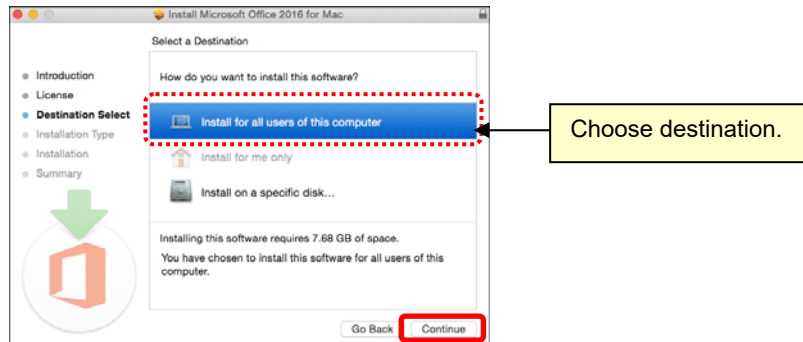 Install Microsoft Office 2016 for Mac
Select a Destination
Introduction
License
Destination Select
Installation Type
Installation
Summary
How do you want to install this software?
Install for all users of this computer
Install for me only
Install on a specific disk...
Installing this software requires 7.68 GB of space.
You have chosen to install this software for all users of this
computer.
Go Back
Continue
Choose destination.